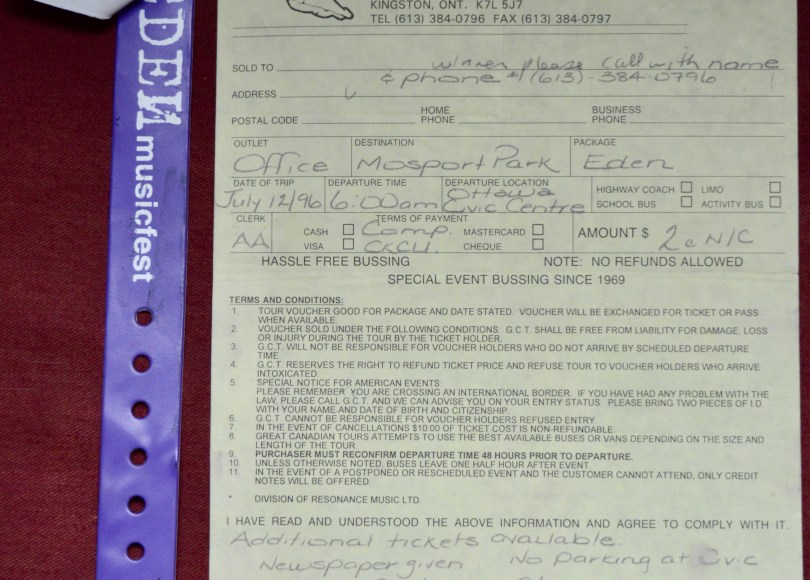 EDEN musicfest
KINGSTON, ONT. K7L 5J7
TEL (613) 384-0796 FAX (613) 384-0797
SOLD TO winner please call with name
& phone # (613)-384-0796
ADDRESS
POSTAL CODE HOME PHONE BUSINESS PHONE
OUTLET DESTINATION PACKAGE
Office Mosport Park Eden
DATE OF TRIP DEPARTURE TIME DEPARTURE LOCATION HIGHWAY COACH LIMO
July 12/96 6:00am Ottawa Civic Centre SCHOOL BUS ACTIVITY BUS
CLERK TERMS OF PAYMENT
AA CASH Comp. MASTERCARD AMOUNT $ 2@ N/C
VISA CKCU. CHEQUE
HASSLE FREE BUSSING NOTE: NO REFUNDS ALLOWED
SPECIAL EVENT BUSSING SINCE 1969
TERMS AND CONDITIONS:
1. TOUR VOUCHER GOOD FOR PACKAGE AND DATE STATED. VOUCHER WILL BE EXCHANGED FOR TICKET OR PASS
WHEN AVAILABLE.
2. VOUCHER SOLD UNDER THE FOLLOWING CONDITIONS: G.C.T. SHALL BE FREE FROM LIABILITY FOR DAMAGE, LOSS
OR INJURY DURING THE TOUR BY THE TICKET HOLDER.
3. G.C.T. WILL NOT BE RESPONSIBLE FOR VOUCHER HOLDERS WHO DO NOT ARRIVE BY SCHEDULED DEPARTURE
TIME.
4. G.C.T. RESERVES THE RIGHT TO REFUND TICKET PRICE AND REFUSE TOUR TO VOUCHER HOLDERS WHO ARRIVE
INTOXICATED.
5. SPECIAL NOTICE FOR AMERICAN EVENTS:
PLEASE REMEMBER YOU ARE CROSSING AN INTERNATIONAL BORDER. IF YOU HAVE HAD ANY PROBLEM WITH THE
LAW, PLEASE CALL G.C.T. AND WE CAN ADVISE YOU ON YOUR ENTRY STATUS. PLEASE BRING TWO PIECES OF I.D.
WITH YOUR NAME AND DATE OF BIRTH AND CITIZENSHIP.
6. G.C.T. CANNOT BE RESPONSIBLE FOR VOUCHER HOLDERS REFUSED ENTRY.
7. IN THE EVENT OF CANCELLATIONS $10.00 OF TICKET COST IS NON-REFUNDABLE.
8. GREAT CANADIAN TOURS ATTEMPTS TO USE THE BEST AVAILABLE BUSES OR VANS DEPENDING ON THE SIZE AND
LENGTH OF THE TOUR.
9. PURCHASER MUST RECONFIRM DEPARTURE TIME 48 HOURS PRIOR TO DEPARTURE.
10. UNLESS OTHERWISE NOTED, BUSES LEAVE ONE HALF HOUR AFTER EVENT.
11. IN THE EVENT OF A POSTPONED OR RESCHEDULED EVENT AND THE CUSTOMER CANNOT ATTEND, ONLY CREDIT
NOTES WILL BE OFFERED.
* DIVISION OF RESONANCE MUSIC LTD.
I HAVE READ AND UNDERSTOOD THE ABOVE INFORMATION AND AGREE TO COMPLY WITH IT.
Additional tickets available.
Newspaper given No parking at Civic